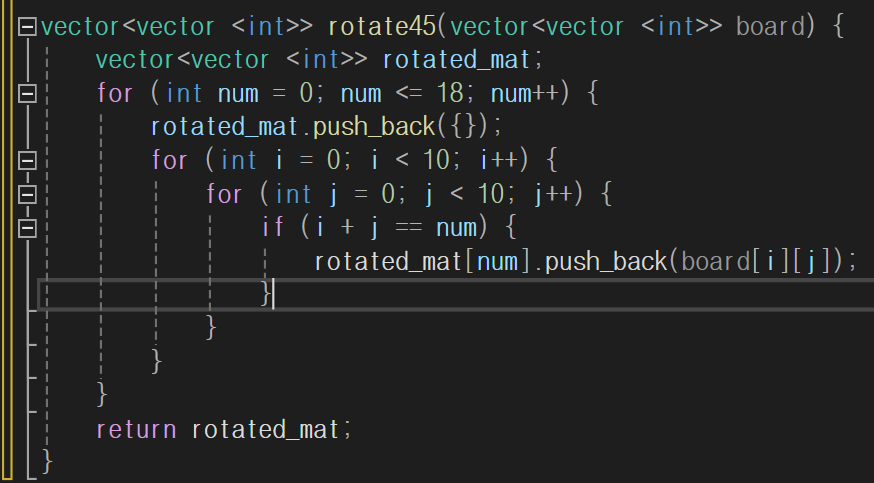 vector<vector <int>> rotate45(vector<vector <int>> board) {
    vector<vector <int>> rotated_mat;
    for (int num = 0; num <= 18; num++) {
        rotated_mat.push_back({});
        for (int i = 0; i < 10; i++) {
            for (int j = 0; j < 10; j++) {
                if (i + j == num) {
                    rotated_mat[num].push_back(board[i][j]);
                }
            }
        }
    }
    return rotated_mat;
}